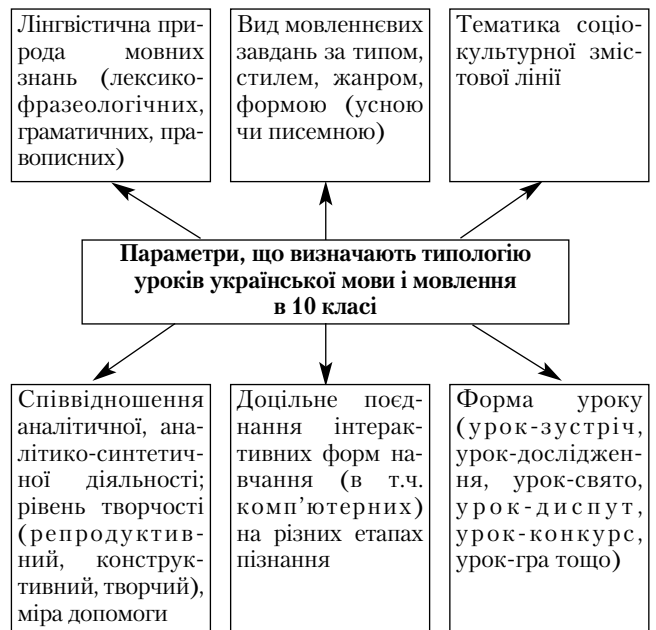 Лінгвістична при-
рода мовних
знань (лексико-
фразеологічних,
граматичних, пра-
вописних)
Вид мовленнєвих
завдань за типом,
стилем, жанром,
формою (усною
чи писемною)
Тематика соціо-
культурної зміс-
тової лінії
Параметри, що визначають типологію
уроків української мови і мовлення
в 10 класі
Співвідношення
аналітичної, ана-
літико-синтетич-
ної діяльності;
рівень творчості
(репродуктив-
ний, конструк-
тивний, творчий),
міра допомоги
Доцільне поєд-
нання інтерак-
тивних форм на-
вчання (в т.ч.
комп’ютерних)
на різних етапах
пізнання
Форма уроку
(урок-зустріч,
урок-досліджен-
ня, урок-свято,
урок-диспут,
урок-конкурс,
урок-гра тощо)